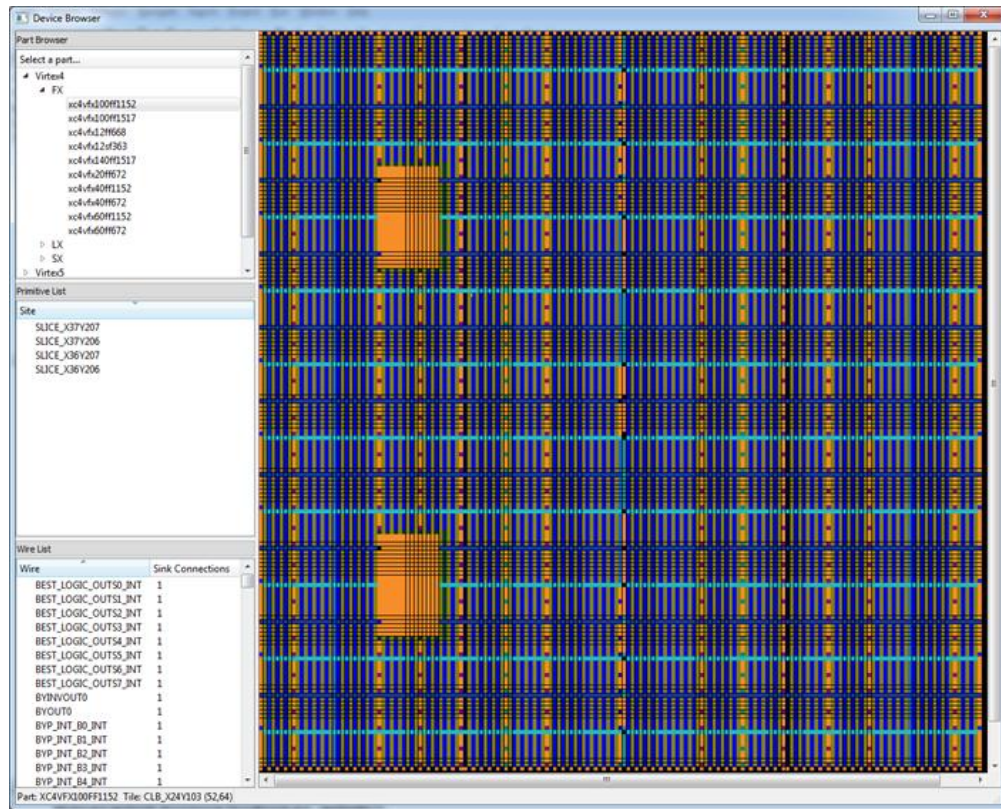 Device Browser
Part Browser
Select a part...
Virtex4
FX
xc4vfx100ff1152
xc4vfx100ff1517
xc4vfx12ff668
xc4vfx12sf363
xc4vfx140ff1517
xc4vfx20ff672
xc4vfx40ff1152
xc4vfx40ff672
xc4vfx60ff1152
xc4vfx60ff672
LX
SX
Virtex5
Primitive List
Site
SLICE_X37Y207
SLICE_X37Y206
SLICE_X36Y207
SLICE_X36Y206
Wire List
Wire Sink Connections
BEST_LOGIC_OUTS0_INT 1
BEST_LOGIC_OUTS1_INT 1
BEST_LOGIC_OUTS2_INT 1
BEST_LOGIC_OUTS3_INT 1
BEST_LOGIC_OUTS4_INT 1
BEST_LOGIC_OUTS5_INT 1
BEST_LOGIC_OUTS6_INT 1
BEST_LOGIC_OUTS7_INT 1
BYINVOUT0 1
BYOUT0 1
BYP_INT_B0_INT 1
BYP_INT_B1_INT 1
BYP_INT_B2_INT 1
BYP_INT_B3_INT 1
BYP_INT_B4_INT 1
Part: XC4VFX100FF1152 Tile: CLB_X24Y103 (52,64)